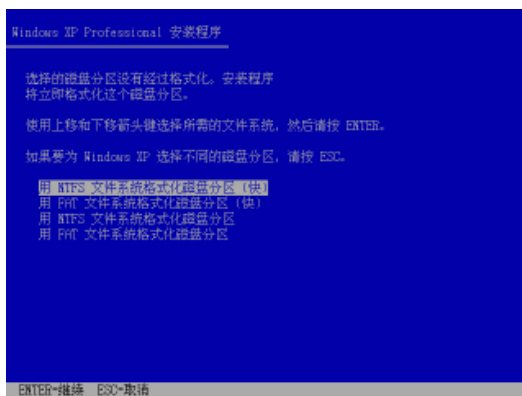 Windows XP Professional 安装程序
选择的磁盘分区没有经过格式化。安装程序
将立即格式化这个磁盘分区。
使用上移和下移箭头键选择所需的文件系统，然后请按 ENTER。
如果要为 Windows XP 选择不同的磁盘分区，请按 ESC。
用 NTFS 文件系统格式化磁盘分区（快）
用 FAT 文件系统格式化磁盘分区（快）
用 NTFS 文件系统格式化磁盘分区
用 FAT 文件系统格式化磁盘分区
ENTER=继续 ESC=取消